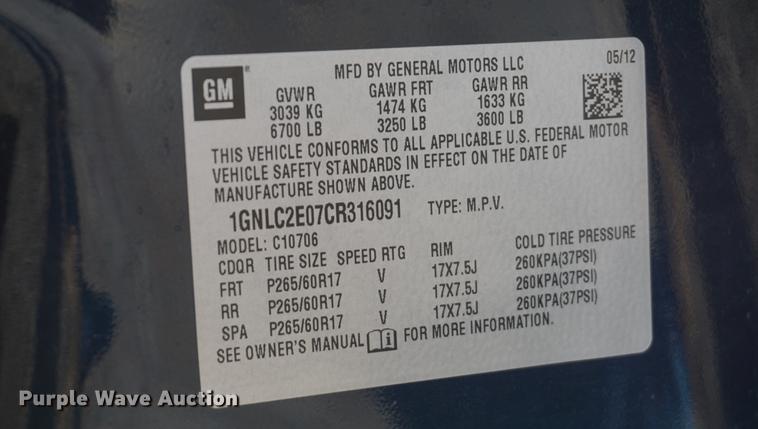 GM
MFD BY GENERAL MOTORS LLC 05/12
GVWR GAWR FRT GAWR RR
3039 KG 1474 KG 1633 KG
6700 LB 3250 LB 3600 LB
THIS VEHICLE CONFORMS TO ALL APPLICABLE U.S. FEDERAL MOTOR
VEHICLE SAFETY STANDARDS IN EFFECT ON THE DATE OF
MANUFACTURE SHOWN ABOVE.
1GNLC2E07CR316091 TYPE: M.P.V.
MODEL: C10706
CDQR TIRE SIZE SPEED RTG RIM COLD TIRE PRESSURE
FRT P265/60R17 V 17X7.5J 260KPA(37PSI)
RR P265/60R17 V 17X7.5J 260KPA(37PSI)
SPA P265/60R17 V 17X7.5J 260KPA(37PSI)
SEE OWNER'S MANUAL FOR MORE INFORMATION.
Purple Wave Auction